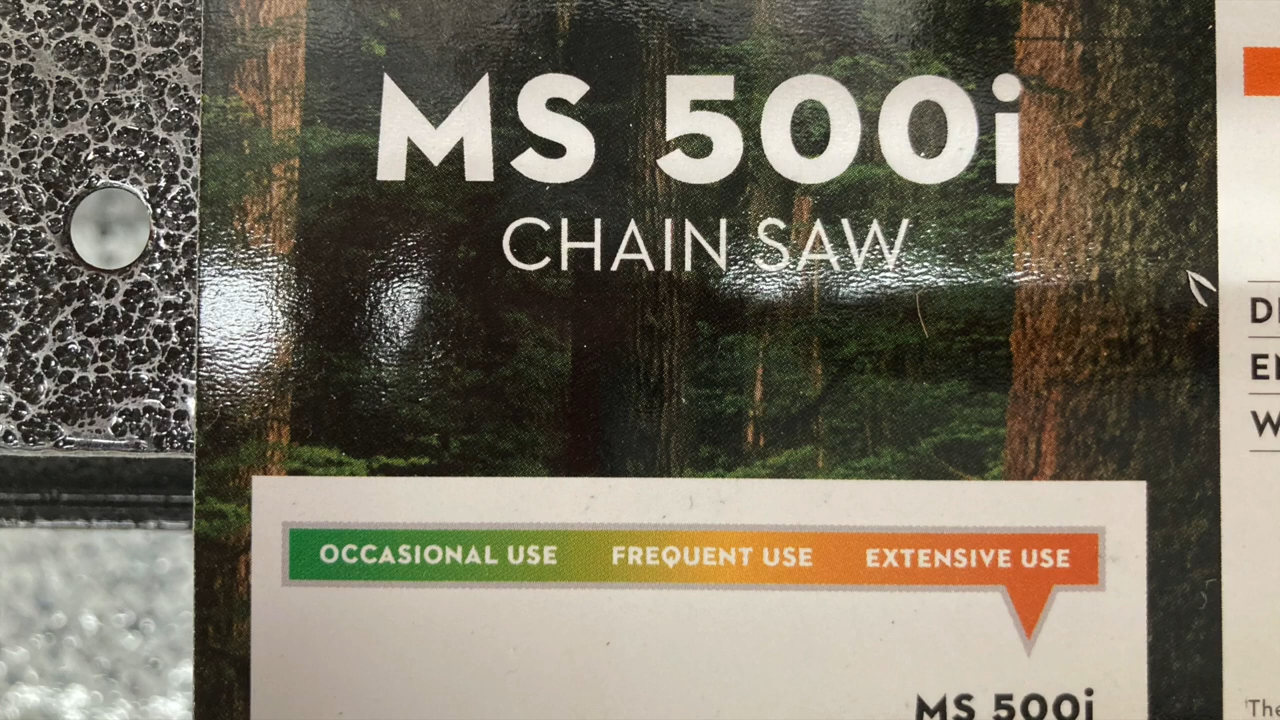 MS 500i
CHAIN SAW
OCCASIONAL USE FREQUENT USE EXTENSIVE USE
MS 500i